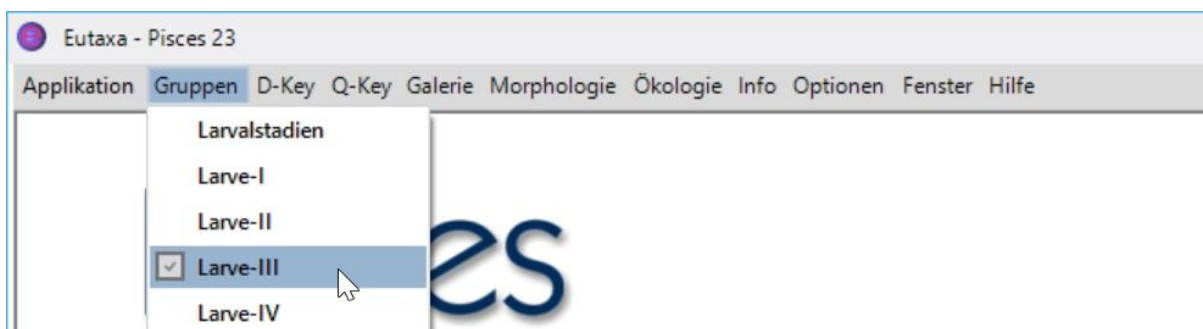 Eutaxa - Pisces 23
Applikation Gruppen D-Key Q-Key Galerie Morphologie Ökologie Info Optionen Fenster Hilfe
Larvalstadien
Larve-I
Larve-II
Larve-III
Larve-IV